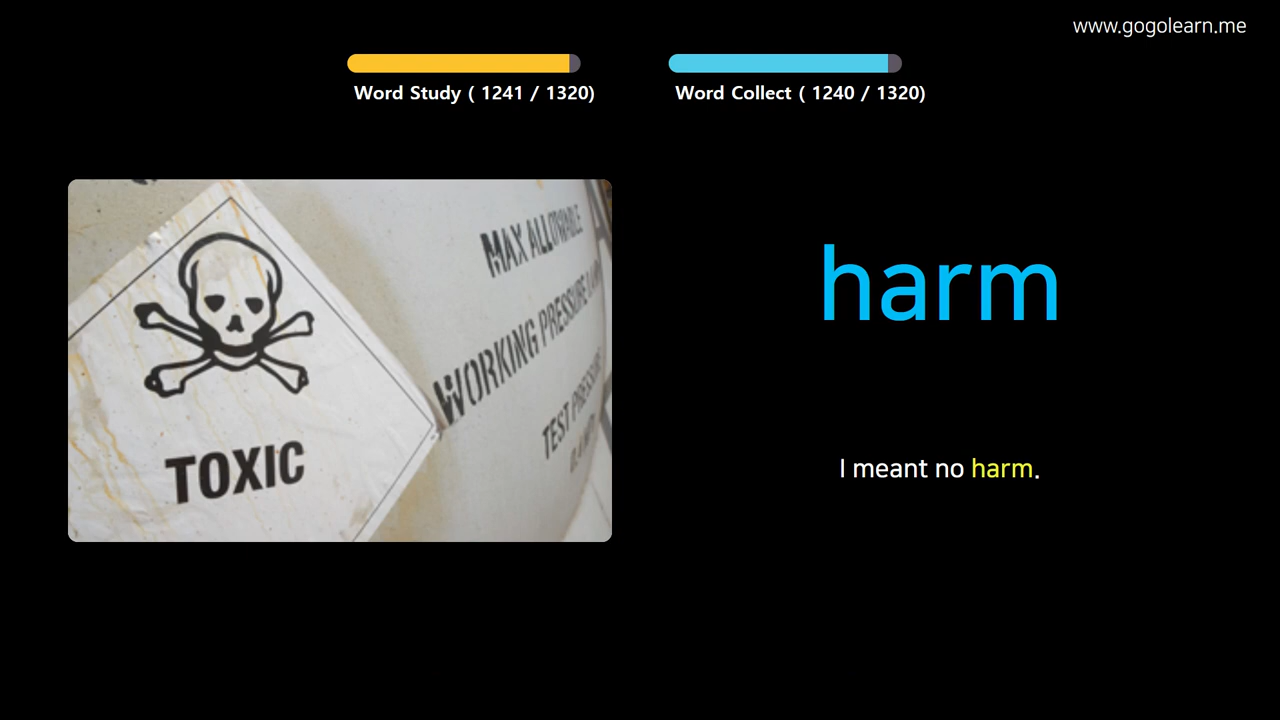 www.gogolearn.me
Word Study ( 1241 / 1320)
Word Collect ( 1240 / 1320)
MAX ALLOWABLE
WORKING PRESSURE
TEST PRESSURE
TOXIC
harm
I meant no harm.